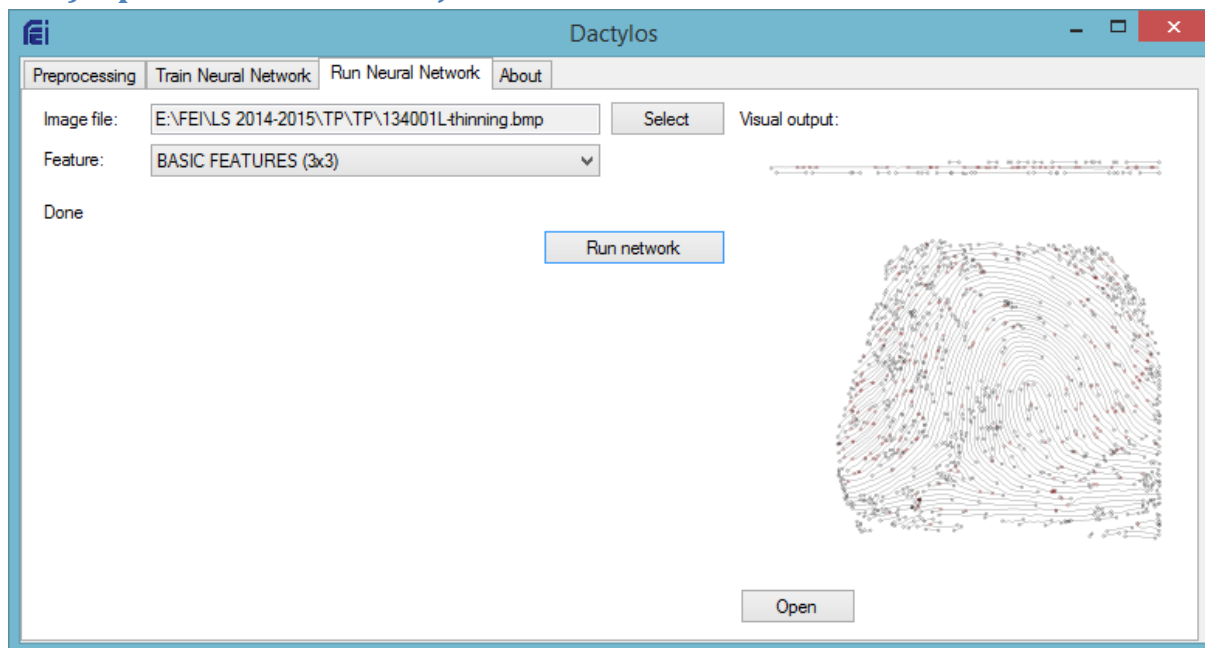 FEI
Dactylos
Preprocessing Train Neural Network Run Neural Network About
Image file: E:\FEI\LS 2014-2015\TP\TP\134001L-thinning.bmp Select Visual output:
Feature: BASIC FEATURES (3x3)
Done
Run network
Open